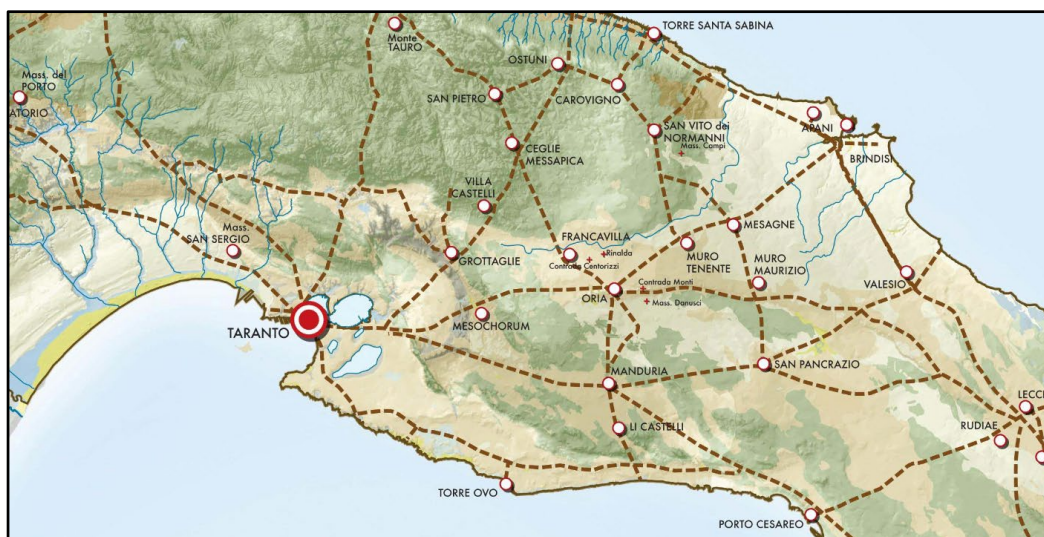 TORRE SANTA SABINA
Monte
TAURO
OSTUNI
Mass. del
PORTO
ATORIO
SAN PIETRO
CAROVIGNO
APANI
SAN VITO dei
NORMANNI
Mass. Campi
CEGLIE
MESSAPICA
BRINDISI
VILLA
CASTELLI
Mass.
SAN SERGIO
MESAGNE
FRANCAVILLA
Rinalda
Contrada Centorizzi
GROTTAGLIE
MURO
TENENTE
MURO
MAURIZIO
Contrada Monti
VALESIO
ORIA
Mass. Danusci
MESOCHORUM
TARANTO
MANDURIA
SAN PANCRAZIO
LECCE
LI CASTELLI
RUDIAE
TORRE OVO
PORTO CESAREO